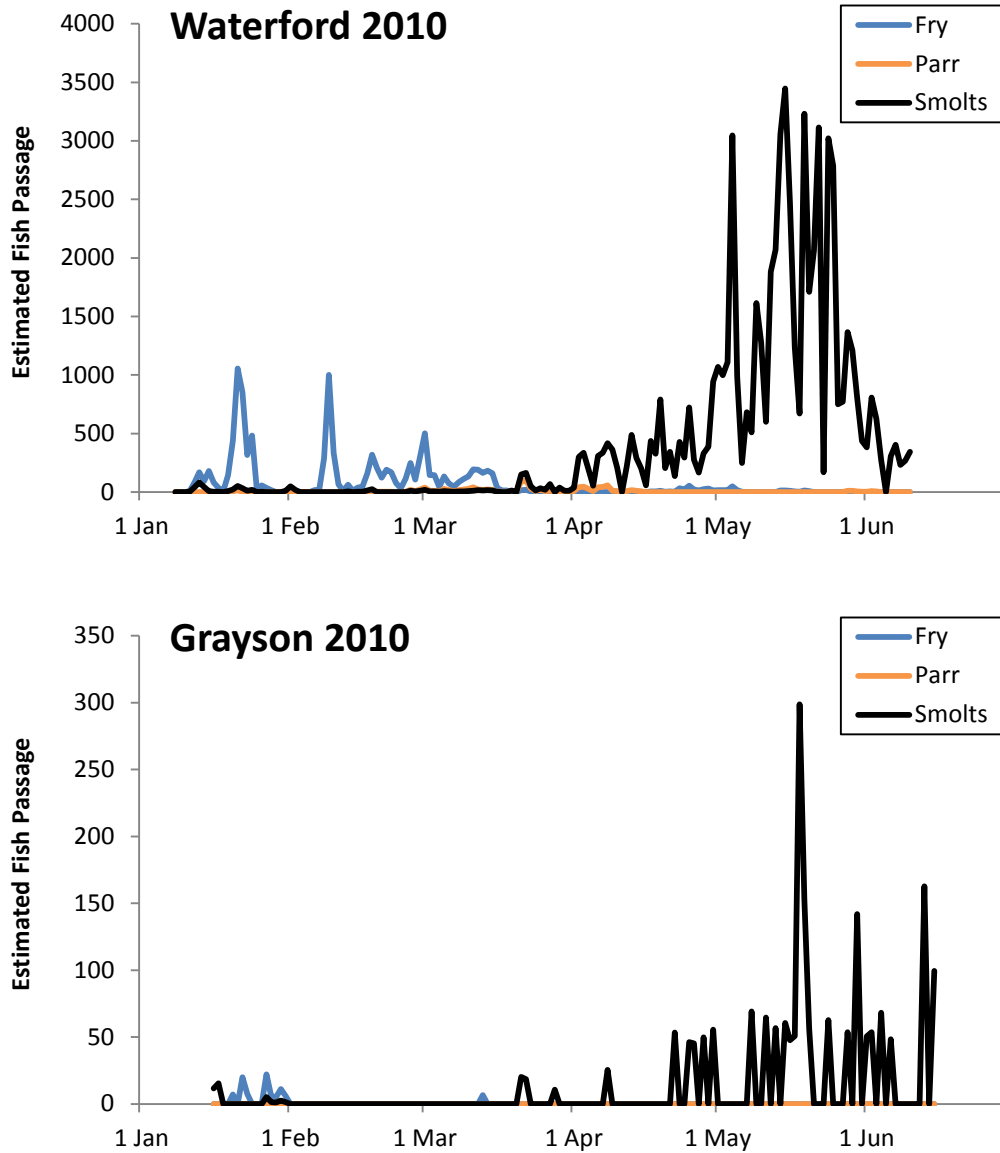 Waterford 2010
Fry
Parr
Smolts
Estimated Fish Passage
4000
3500
3000
2500
2000
1500
1000
500
0
1 Jan 1 Feb 1 Mar 1 Apr 1 May 1 Jun
Grayson 2010
Fry
Parr
Smolts
Estimated Fish Passage
350
300
250
200
150
100
50
0
1 Jan 1 Feb 1 Mar 1 Apr 1 May 1 Jun